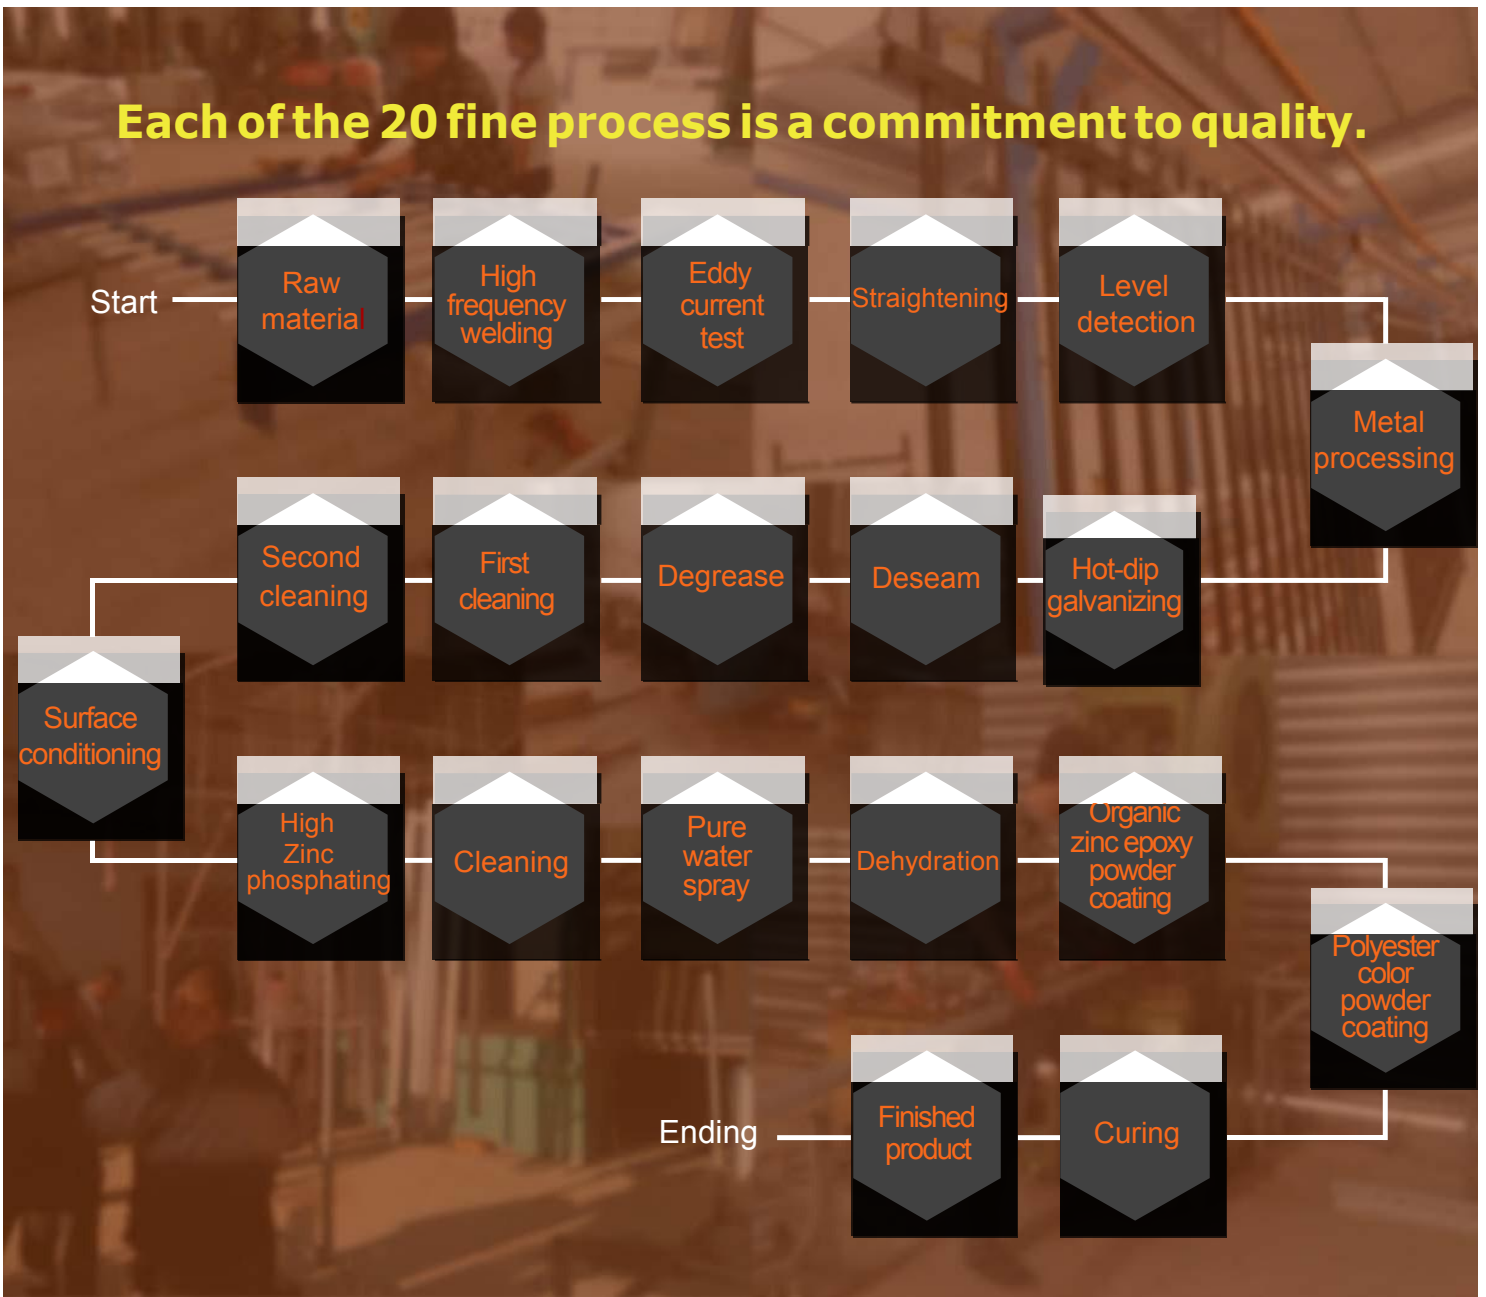 Each of the 20 fine process is a commitment to quality.
Start
Raw
material
High
frequency
welding
Eddy
current
test
Straightening
Level
detection
Metal
processing
Hot-dip
galvanizing
Deseam
Degrease
First
cleaning
Second
cleaning
Surface
conditioning
High
Zinc
phosphating
Cleaning
Pure
water
spray
Dehydration
Organic
zinc epoxy
powder
coating
Polyester
color
powder
coating
Curing
Finished
product
Ending